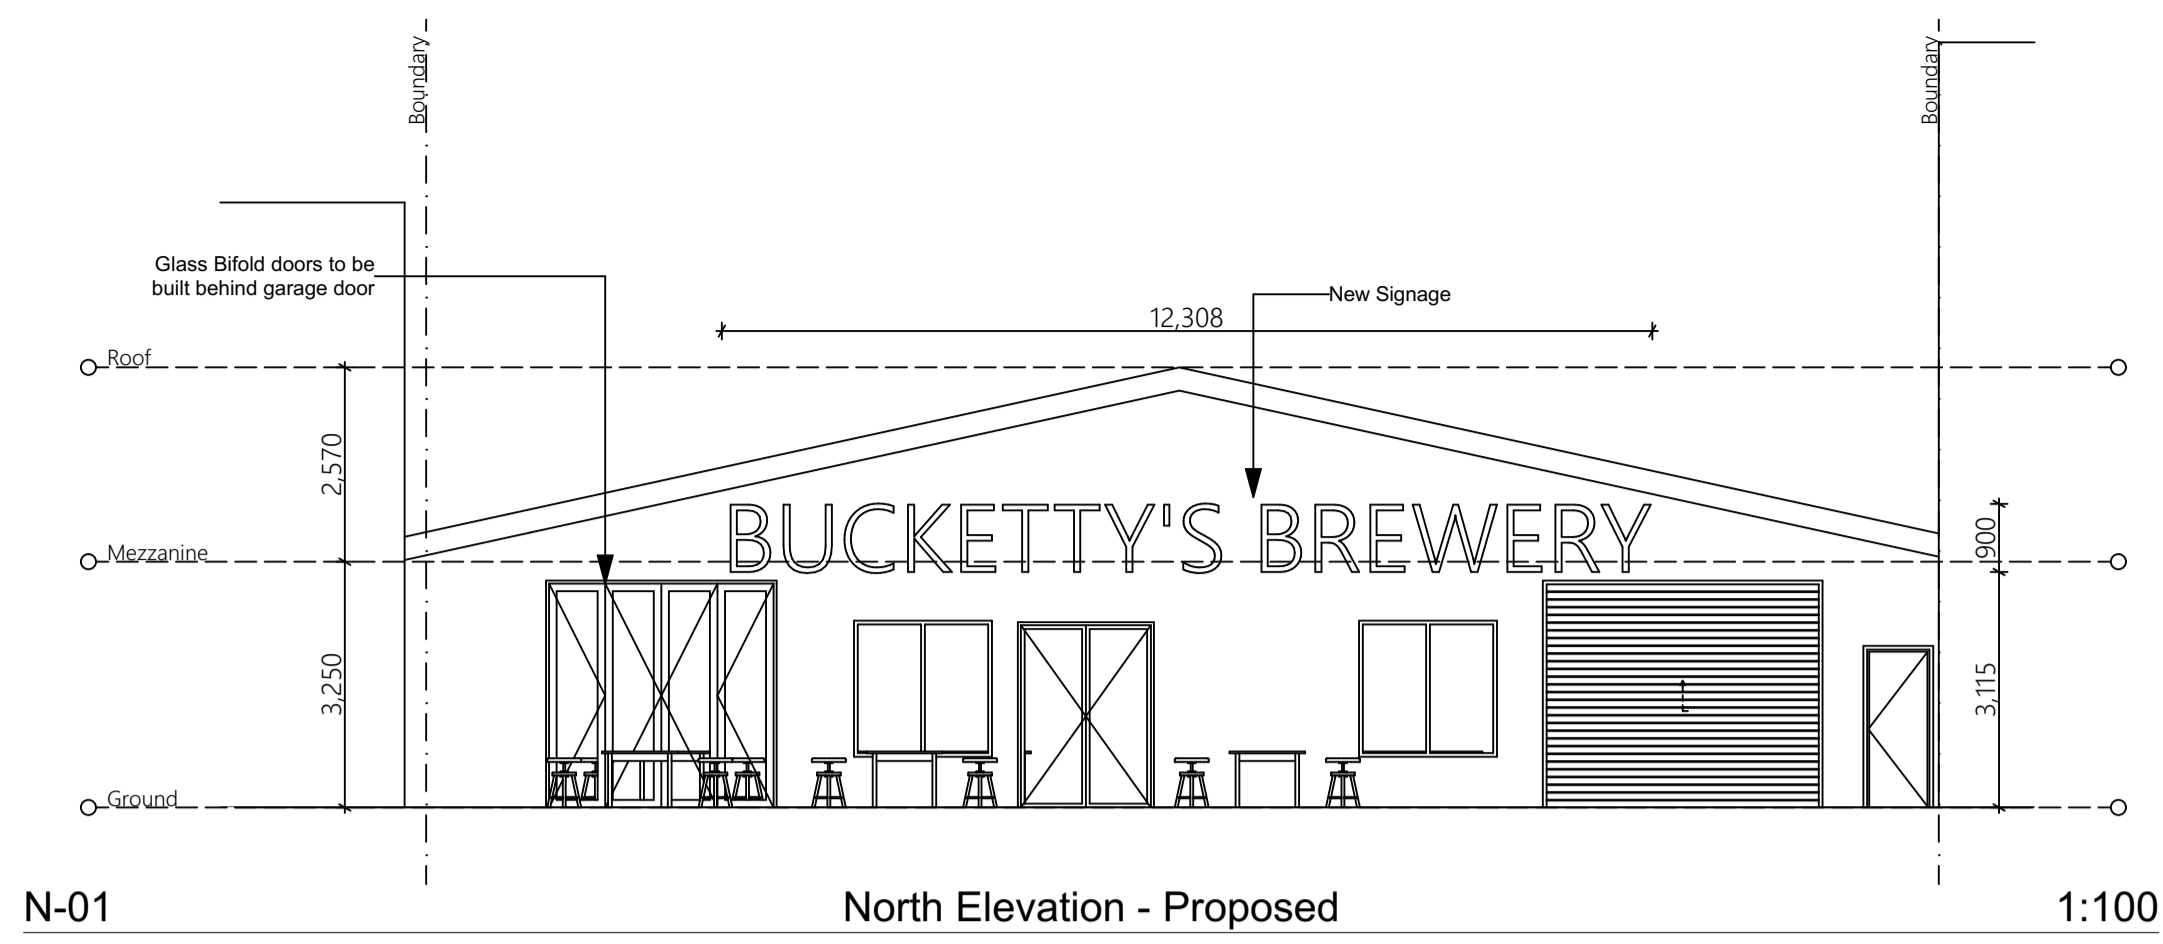 Boundary
Boundary
Glass Bifold doors to be
built behind garage door
New Signage
12,308
Roof
2,570
BUCKETTY'S BREWERY
900
Mezzanine
3,250
3,115
Ground
N-01
North Elevation - Proposed
1:100